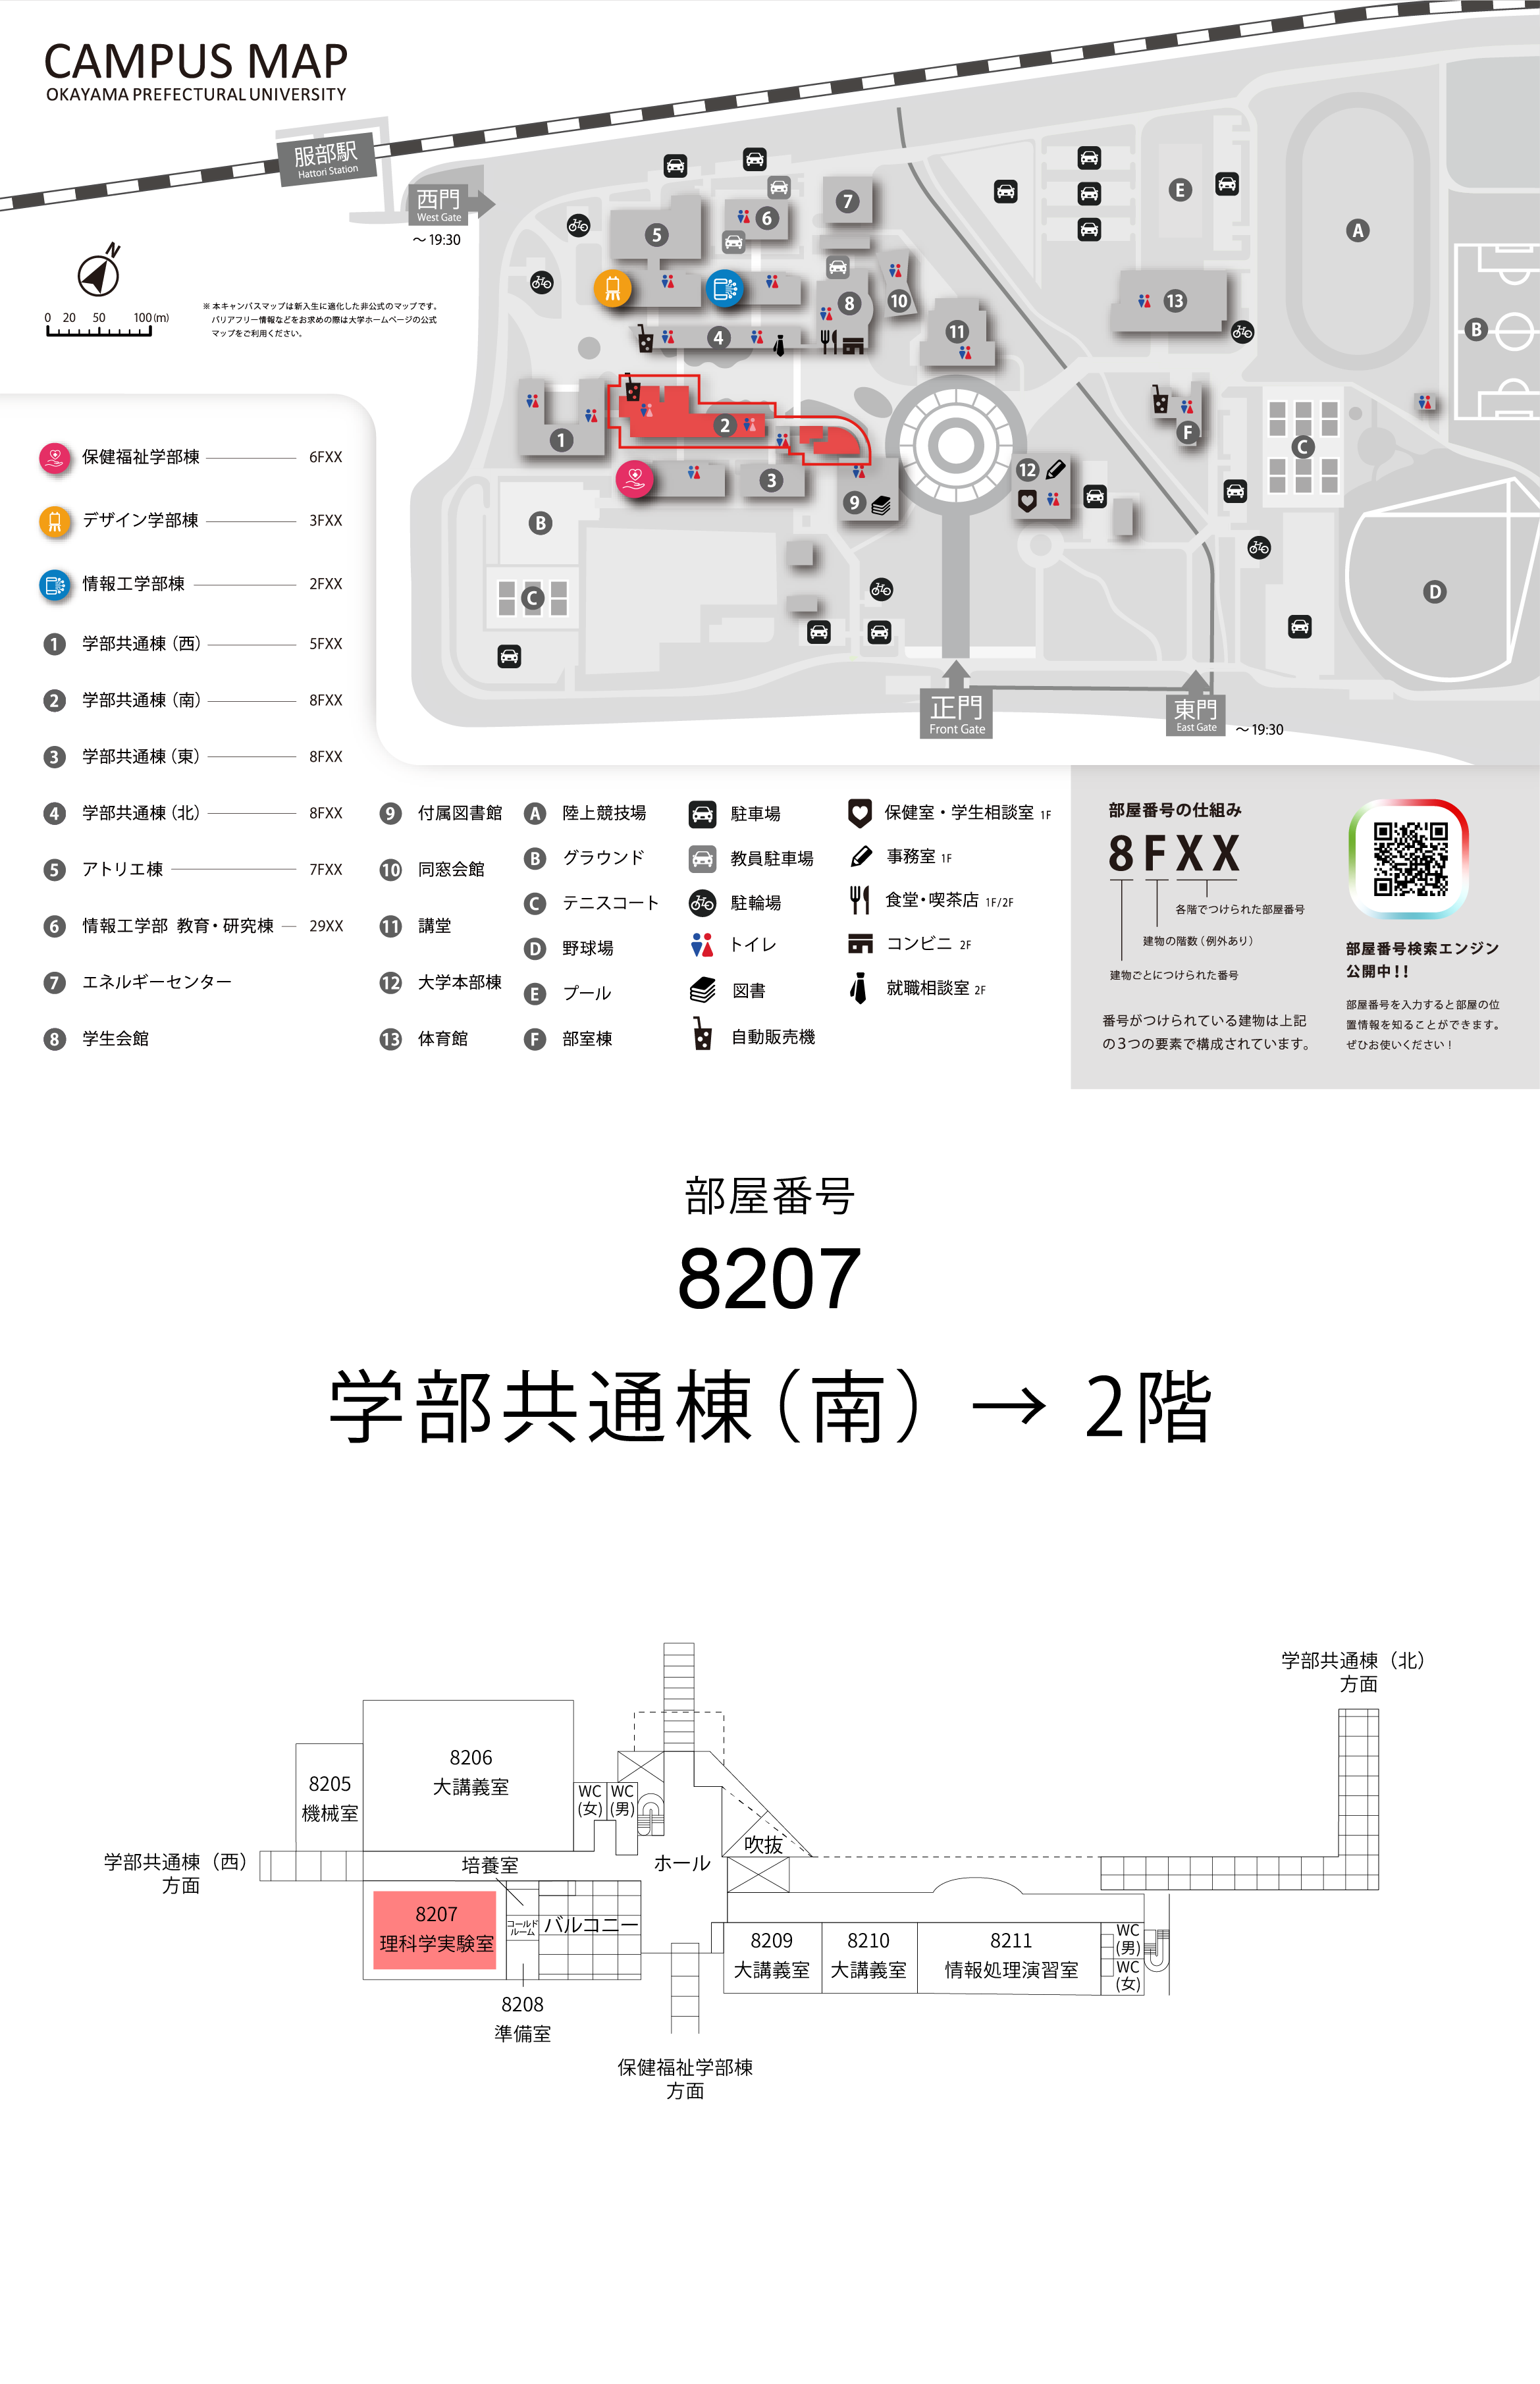 CAMPUS MAP
OKAYAMA PREFECTURAL UNIVERSITY
服部駅
Hattori Station
西門
West Gate
〜19:30
N
0 20 50 100(m)
※ 本キャンパスマップは新入生に適化した非公式のマップです。
バリアフリー情報などをお求めの際は大学ホームページの公式
マップをご利用ください。
5
6
7
E
A
8
10
13
B
4
11
1
2
F
C
3
9
12
B
C
D
正門
Front Gate
東門
East Gate
〜19:30
保健福祉学部棟 6FXX
デザイン学部棟 3FXX
情報工学部棟 2FXX
1 学部共通棟（西） 5FXX
2 学部共通棟（南） 8FXX
3 学部共通棟（東） 8FXX
4 学部共通棟（北） 8FXX
5 アトリエ棟 7FXX
6 情報工学部 教育・研究棟 29XX
7 エネルギーセンター
8 学生会館
9 付属図書館
10 同窓会館
11 講堂
12 大学本部棟
13 体育館
A 陸上競技場
B グラウンド
C テニスコート
D 野球場
E プール
F 部室棟
駐車場
教員駐車場
駐輪場
トイレ
図書
自動販売機
保健室・学生相談室 1F
事務室 1F
食堂・喫茶店 1F/2F
コンビニ 2F
就職相談室 2F
部屋番号の仕組み
8FXX
各階でつけられた部屋番号
建物の階数（例外あり）
建物ごとにつけられた番号
番号がつけられている建物は上記
の3つの要素で構成されています。
部屋番号検索エンジン
公開中！！
部屋番号を入力すると部屋の位
置情報を知ることができます。
ぜひお使いください！
部屋番号
8207
学部共通棟（南） → 2階
学部共通棟（北）
方面
8206
大講義室
8205
機械室
WC
(女)
WC
(男)
吹抜
学部共通棟（西）
方面
培養室
ホール
8207
理科学実験室
コールド
ルーム
バルコニー
8209
大講義室
8210
大講義室
8211
情報処理演習室
WC
(男)
WC
(女)
8208
準備室
保健福祉学部棟
方面